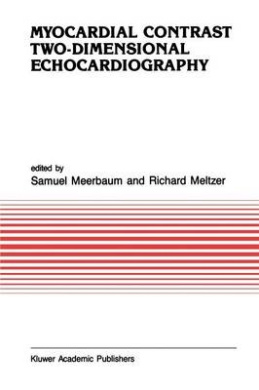 MYOCARDIAL CONTRAST
TWO-DIMENSIONAL
ECHOCARDIOGRAPHY
edited by
Samuel Meerbaum and Richard Meltzer
Kluwer Academic Publishers